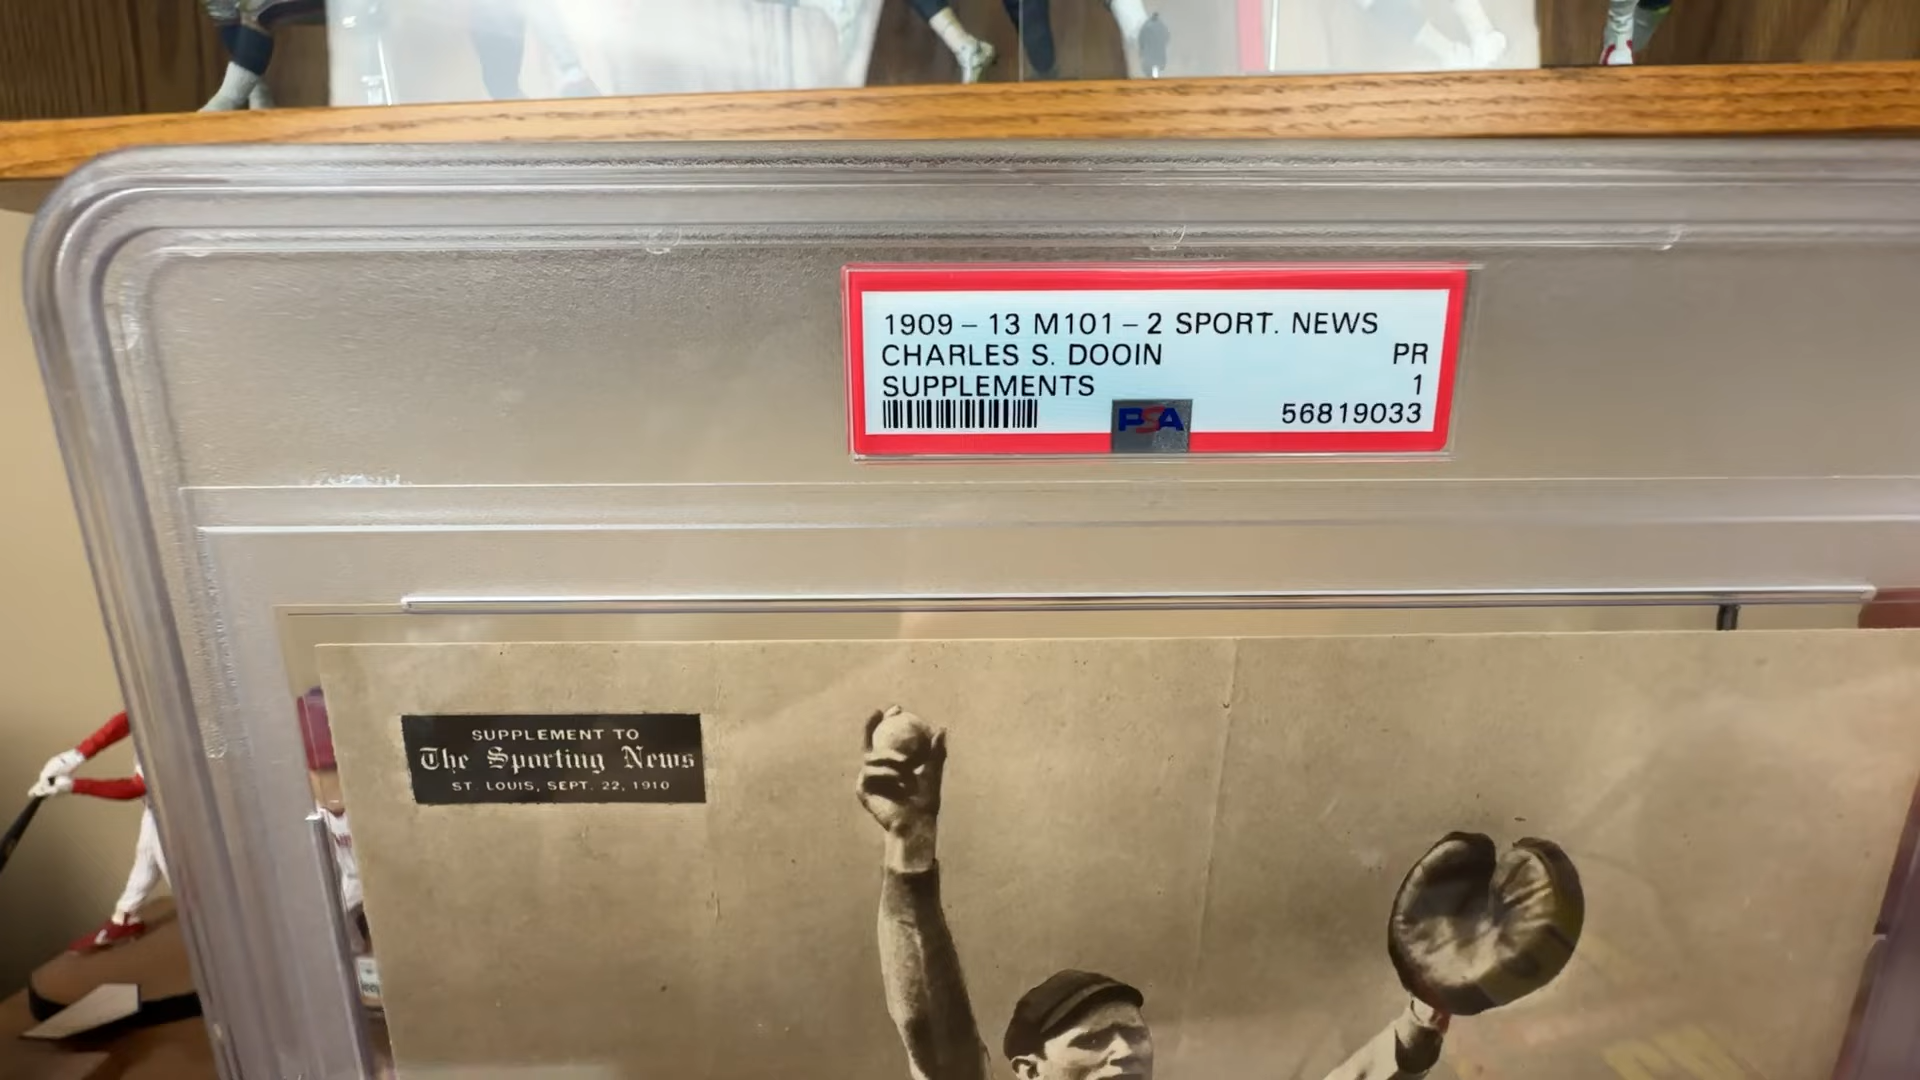 1909-13 M101-2 SPORT. NEWS
CHARLES S. DOOIN PR
SUPPLEMENTS 1
PSA 56819033
SUPPLEMENT TO
The Sporting News
ST. LOUIS, SEPT. 22, 1910